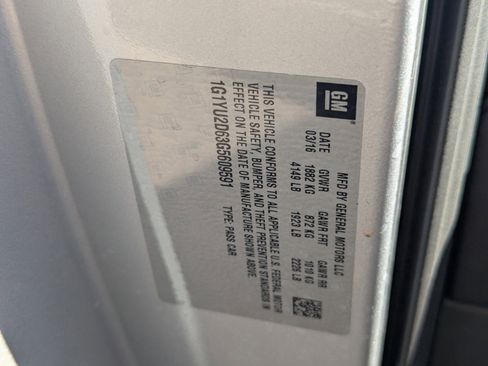 GM
MFD BY GENERAL MOTORS LLC
DATE GVWR GAWR FRT GAWR RR
03/16 1882 KG 872 KG 1010 KG
4149 LB 1923 LB 2226 LB
THIS VEHICLE CONFORMS TO ALL APPLICABLE U.S. FEDERAL MOTOR
VEHICLE SAFETY, BUMPER, AND THEFT PREVENTION STANDARDS IN
EFFECT ON THE DATE OF MANUFACTURE SHOWN ABOVE.
1G1YU2D63G5609591 TYPE: PASS CAR